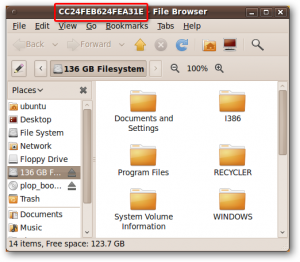 CC24FEB624FEA31E - File Browser
File Edit View Go Bookmarks Tabs Help
Back Forward
136 GB Filesystem 100%
Places
ubuntu
Desktop
File System
Network
Floppy Drive
136 GB F...
plop_boo...
Trash
Documents
Music
Documents and
Settings
I386
Program Files
RECYCLER
System Volume
Information
WINDOWS
14 items, Free space: 123.7 GB